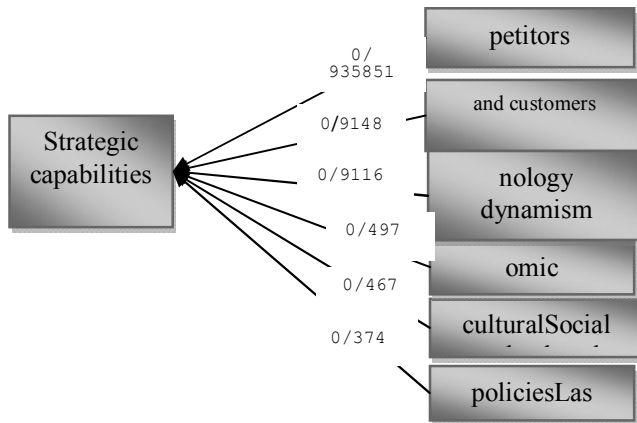 petitors
0/
935851
and customers
0/9148
Strategic
capabilities
0/9116
nology
dynamism
0/497
omic
0/467
culturalSocial
0/374
policiesLas